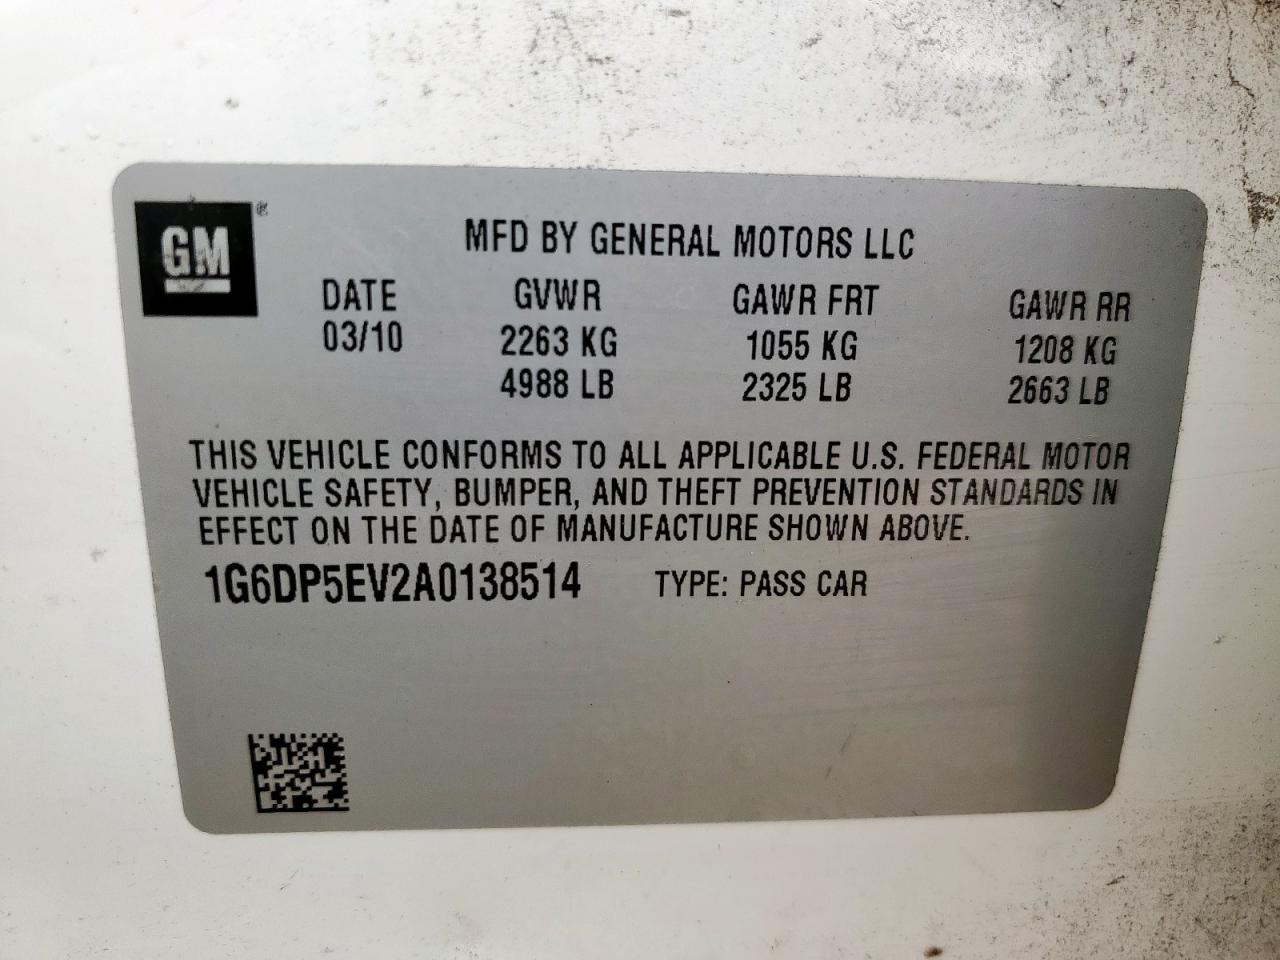 GM
MFD BY GENERAL MOTORS LLC
DATE GVWR GAWR FRT GAWR RR
03/10 2263 KG 1055 KG 1208 KG
4988 LB 2325 LB 2663 LB
THIS VEHICLE CONFORMS TO ALL APPLICABLE U.S. FEDERAL MOTOR
VEHICLE SAFETY, BUMPER, AND THEFT PREVENTION STANDARDS IN
EFFECT ON THE DATE OF MANUFACTURE SHOWN ABOVE.
1G6DP5EV2A0138514 TYPE: PASS CAR